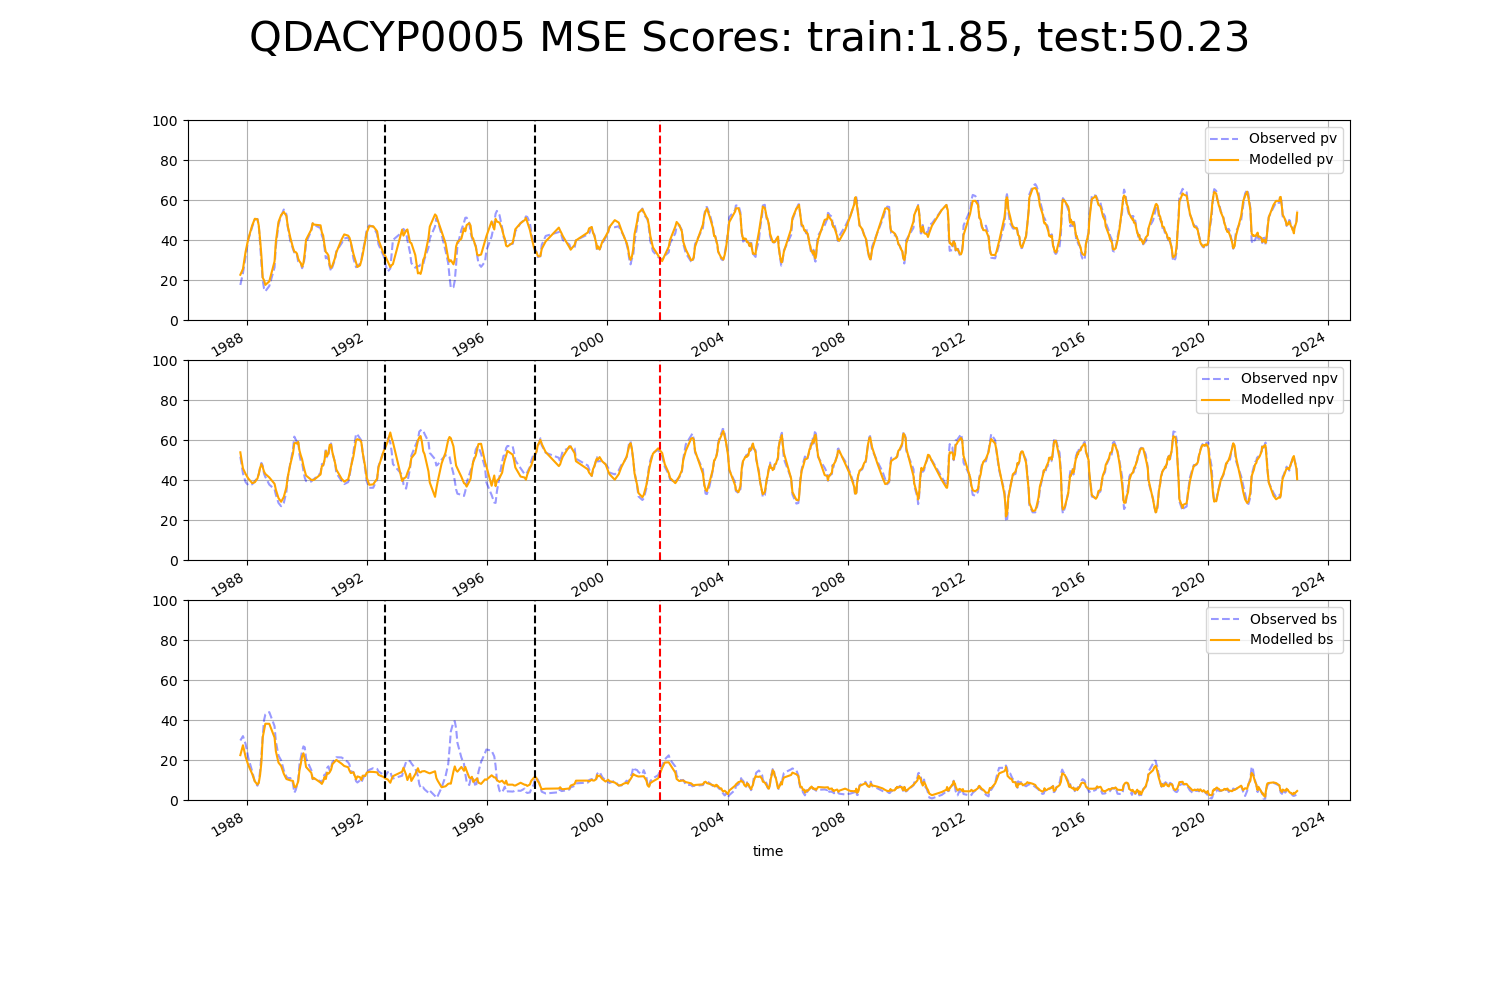 QDACYP0005 MSE Scores: train:1.85, test:50.23
100
80
60
40
20
0
Observed pv
Modelled pv
1988 1992 1996 2000 2004 2008 2012 2016 2020 2024
100
80
60
40
20
0
Observed npv
Modelled npv
1988 1992 1996 2000 2004 2008 2012 2016 2020 2024
100
80
60
40
20
0
Observed bs
Modelled bs
1988 1992 1996 2000 2004 2008 2012 2016 2020 2024
time